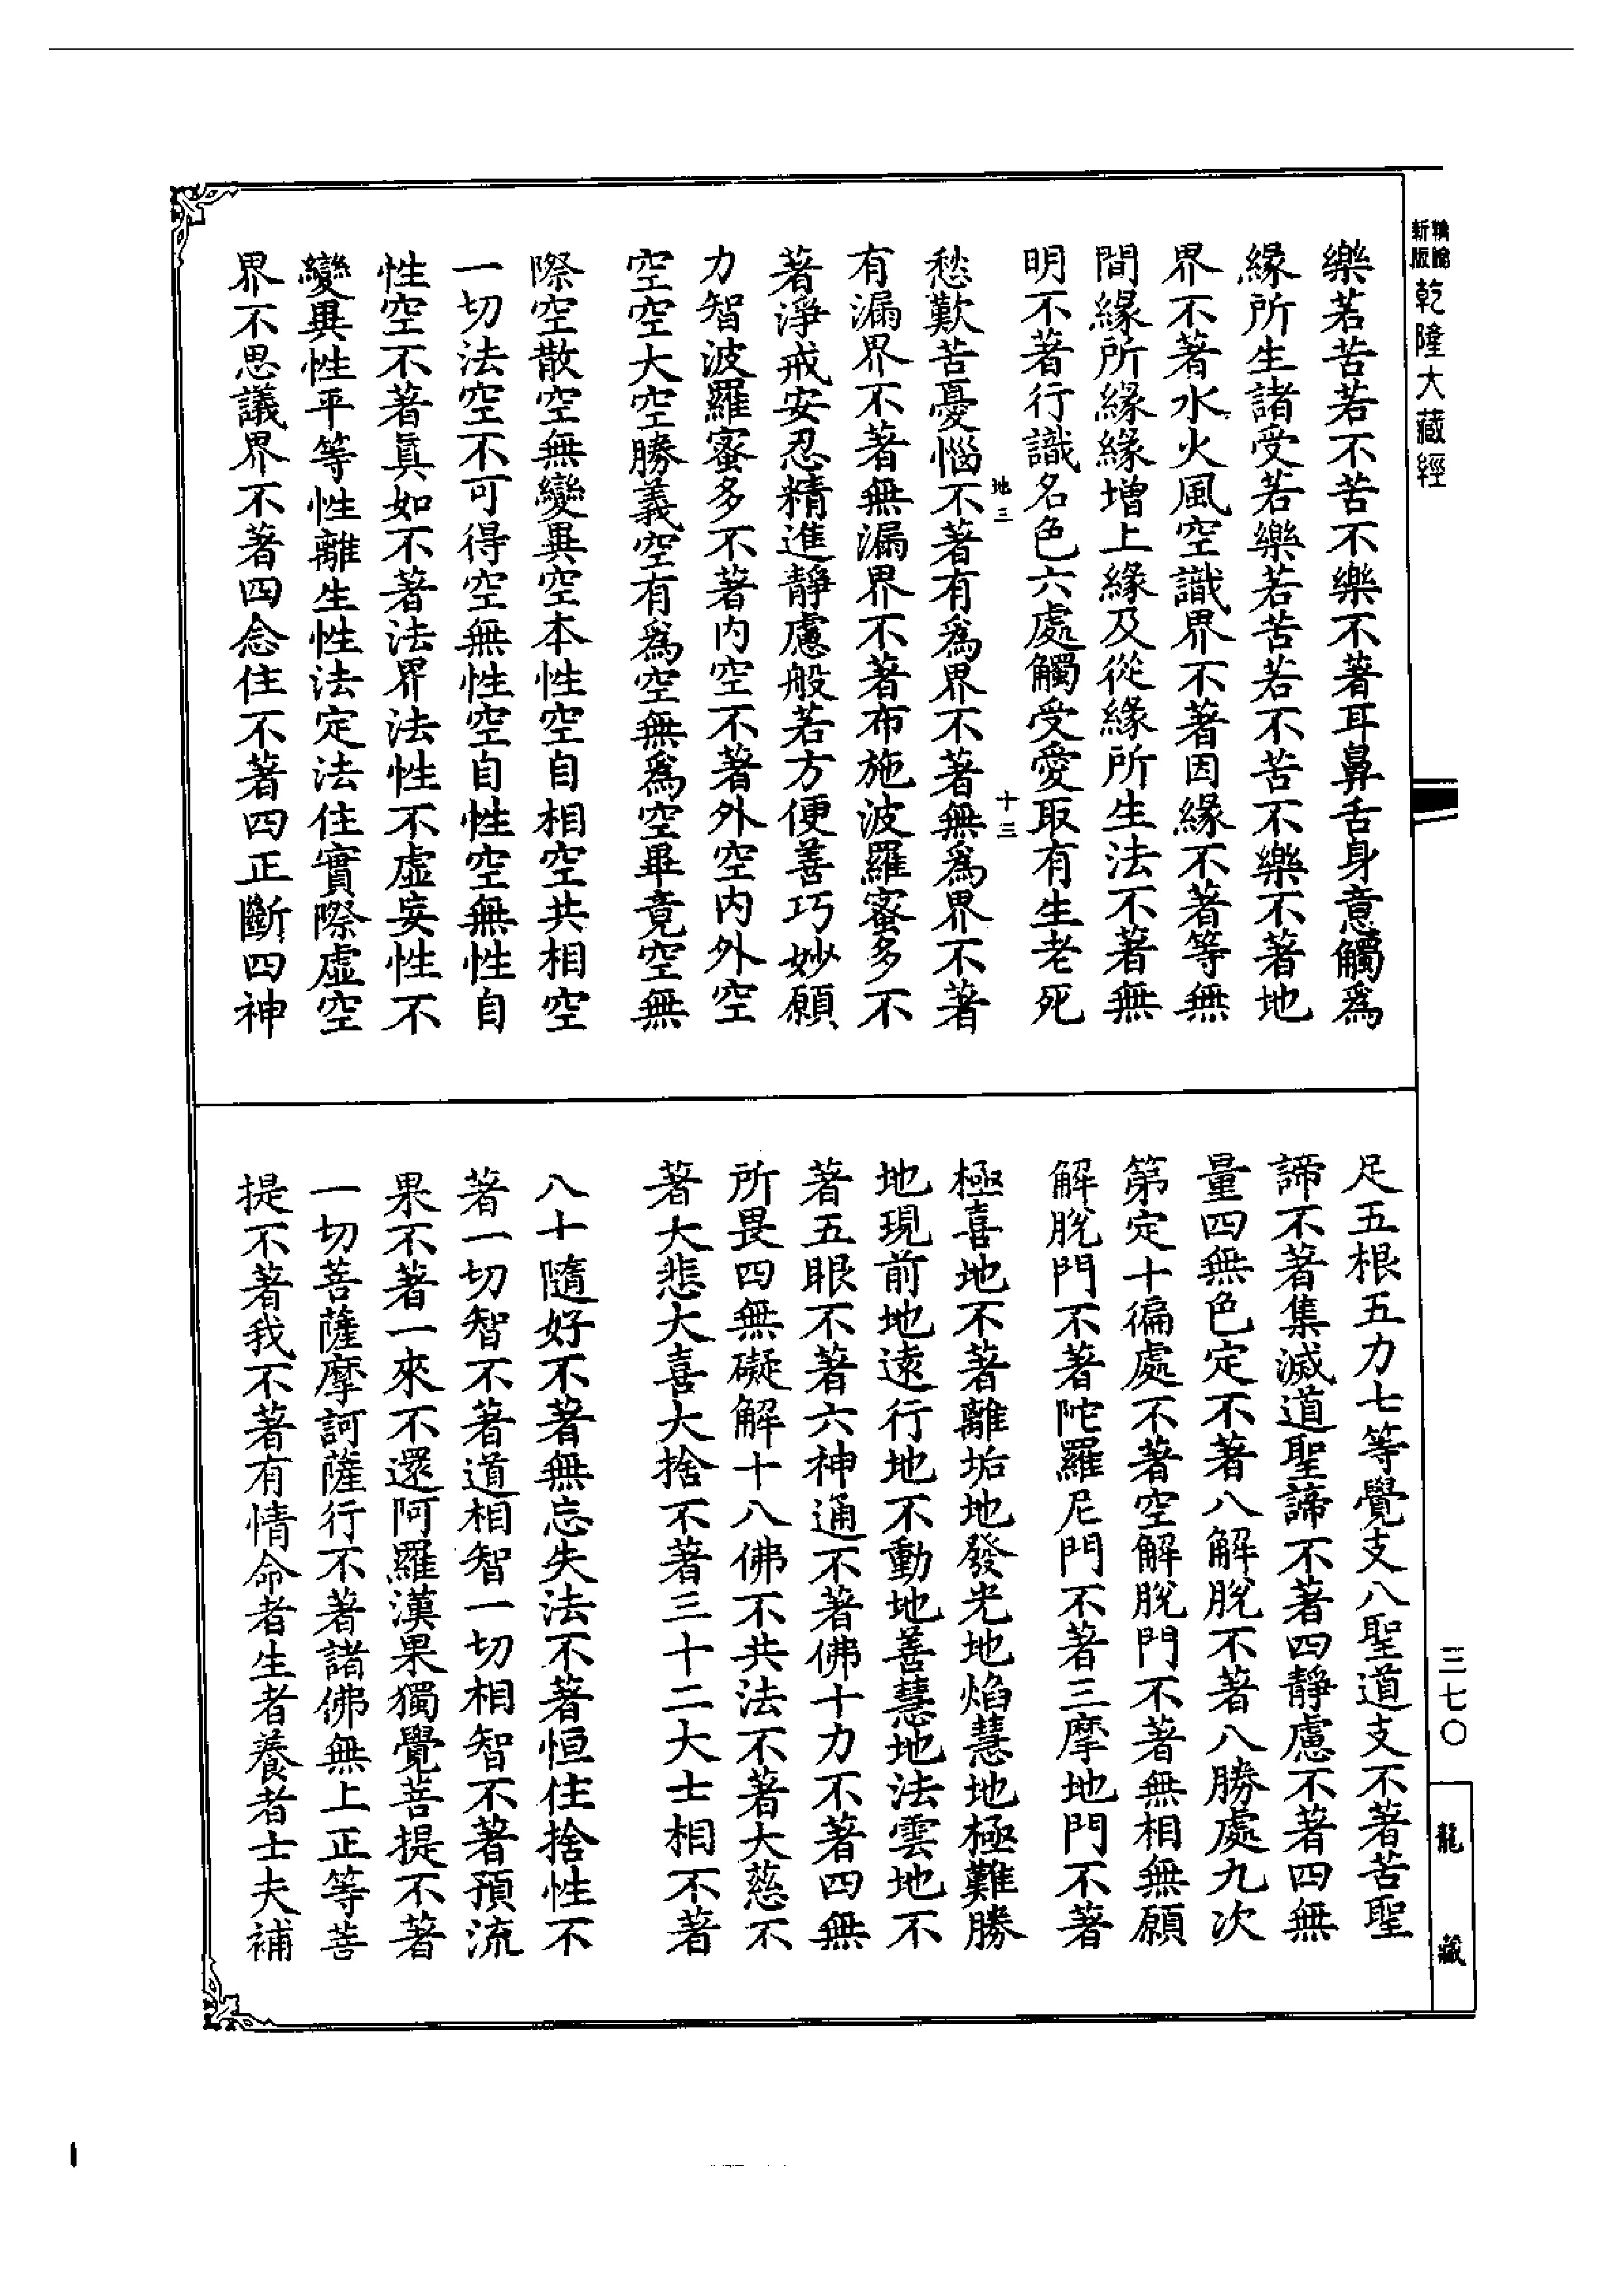 新版
乾隆大藏經
樂若苦若不苦不樂不著耳鼻舌身意觸爲
緣所生諸受若樂若苦若不苦不樂不著地
界不著水火風空識界不著因緣不著等無
間緣所緣緣增上緣及從緣所生法不著無
明不著行識名色六處觸受愛取有生老死
地三
十三
愁歎苦憂惱不著有爲界不著無爲界不著
有漏界不著無漏界不著布施波羅蜜多不
著淨戒安忍精進靜慮般若方便善巧妙願
力智波羅蜜多不著內空不著外空內外空
空空大空勝義空有爲空無爲空畢竟空無
際空散空無變異空本性空自相空共相空
一切法空不可得空無性空自性空無性自
性空不著真如不著法界法性不虛妄性不
變異性平等性離生性法定法住實際虛空
界不思議界不著四念住不著四正斷四神
足五根五力七等覺支八聖道支不著苦聖
諦不著集滅道聖諦不著四靜慮不著四無
量四無色定不著八解脫不著八勝處九次
第定十徧處不著空解脫門不著無相無願
解脫門不著陀羅尼門不著三摩地門不著
極喜地不著離垢地發光地焰慧地極難勝
地現前地遠行地不動地善慧地法雲地不
著五眼不著六神通不著佛十力不著四無
所畏四無礙解十八佛不共法不著大慈不
著大悲大喜大捨不著三十二大士相不著
八十隨好不著無忘失法不著恒住捨性不
著一切智不著道相智一切相智不著預流
果不著一來不還阿羅漢果獨覺菩提不著
一切菩薩摩訶薩行不著諸佛無上正等菩
提不著我不著有情命者生者養者士夫補
三七〇
龍藏